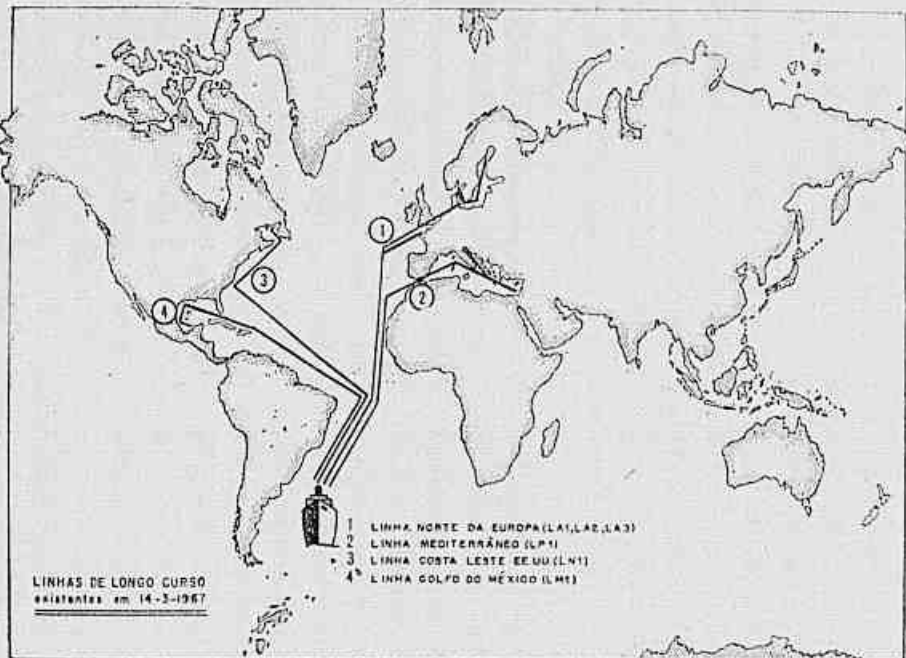 1
3
4
2
1 LINHA NORTE DA EUROPA (LA1,LA2,LA3)
2 LINHA MEDITERRÂNEO (LP1)
3 LINHA COSTA LESTE EE.UU (LN1)
4 LINHA GOLFO DO MÉXICO (LM1)
LINHAS DE LONGO CURSO
existentes em 14-3-1967